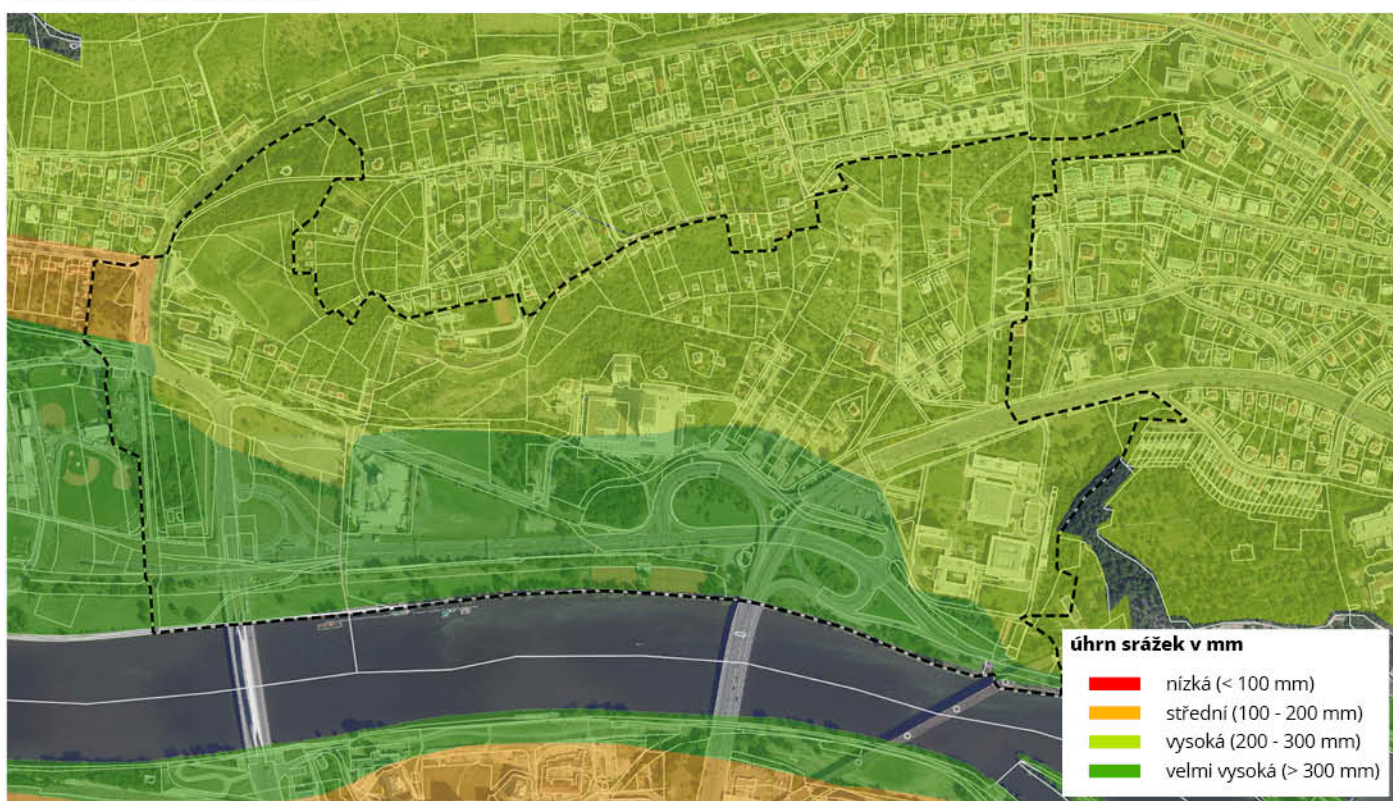 úhrn srážek v mm
nízká (< 100 mm)
střední (100 - 200 mm)
vysoká (200 - 300 mm)
velmi vysoká (> 300 mm)